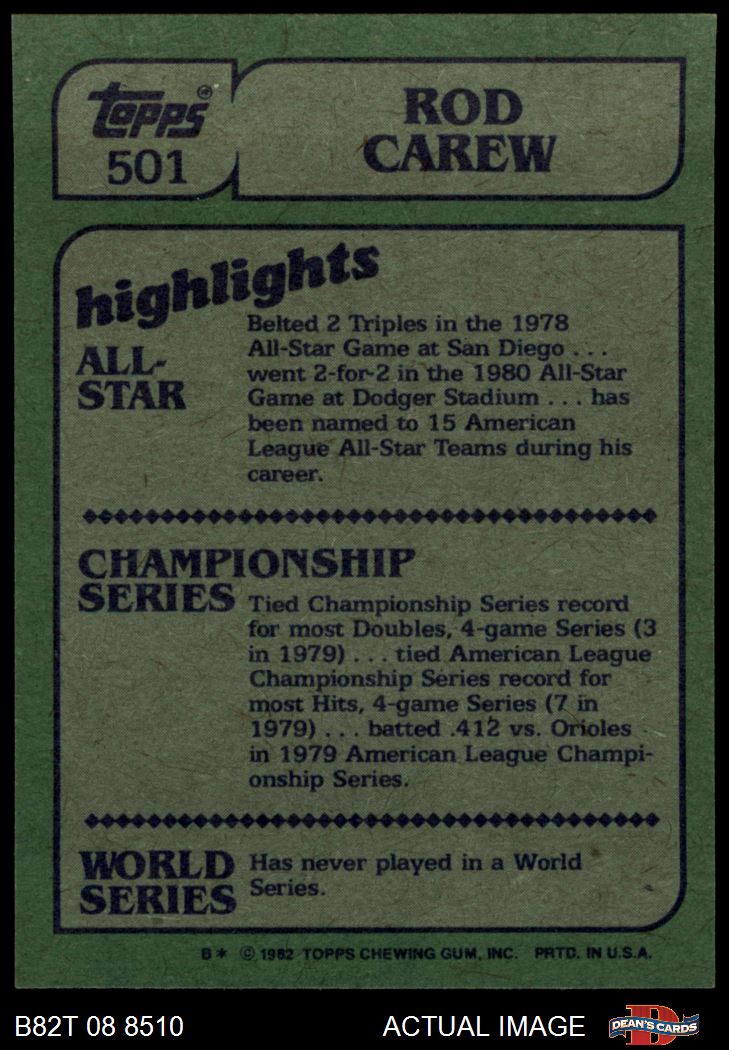 topps
501
ROD
CAREW
highlights
ALL-
STAR
Belted 2 Triples in the 1978
All-Star Game at San Diego . . .
went 2-for-2 in the 1980 All-Star
Game at Dodger Stadium . . . has
been named to 15 American
League All-Star Teams during his
career.
CHAMPIONSHIP
SERIES
Tied Championship Series record
for most Doubles, 4-game Series (3
in 1979) . . . tied American League
Championship Series record for
most Hits, 4-game Series (7 in
1979) . . . batted .412 vs. Orioles
in 1979 American League Champi-
onship Series.
WORLD
SERIES
Has never played in a World
Series.
B* © 1982 TOPPS CHEWING GUM, INC. PRTD. IN U.S.A.
B82T 08 8510
ACTUAL IMAGE
D
DEAN'S CARDS